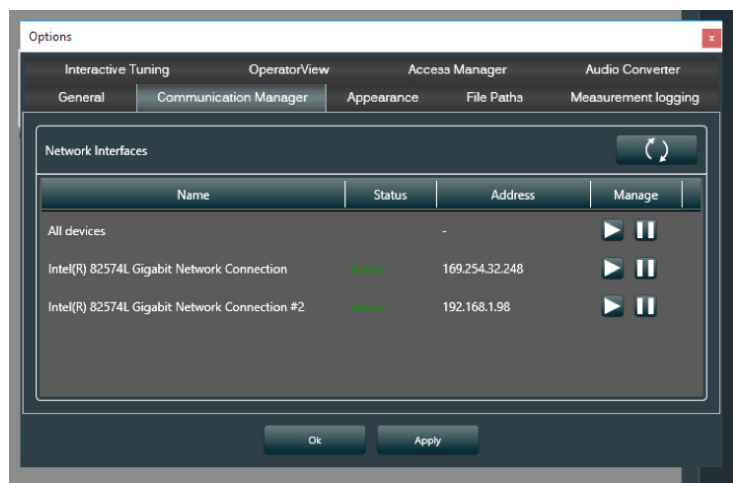 Options
x
Interactive Tuning OperatorView Access Manager Audio Converter
General Communication Manager Appearance File Paths Measurement logging
Network Interfaces
Name Status Address Manage
All devices -
Intel(R) 82574L Gigabit Network Connection Active 169.254.32.248
Intel(R) 82574L Gigabit Network Connection #2 Active 192.168.1.98
Ok Apply